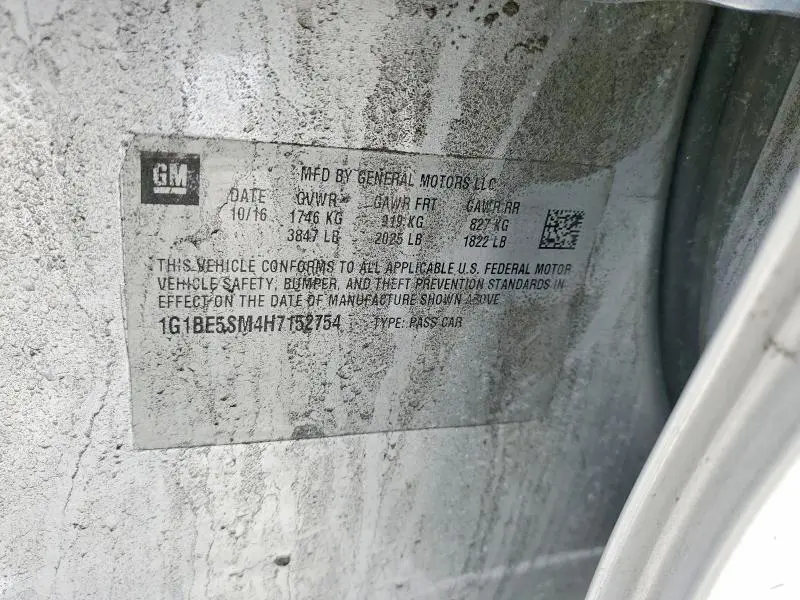 GM
MFD BY GENERAL MOTORS LLC
DATE GVWR GAWR FRT GAWR RR
10/16 1746 KG 919 KG 827 KG
3847 LB 2025 LB 1822 LB
THIS VEHICLE CONFORMS TO ALL APPLICABLE U.S. FEDERAL MOTOR
VEHICLE SAFETY, BUMPER, AND THEFT PREVENTION STANDARDS IN
EFFECT ON THE DATE OF MANUFACTURE SHOWN ABOVE
1G1BE5SM4H7152754 TYPE: PASS CAR